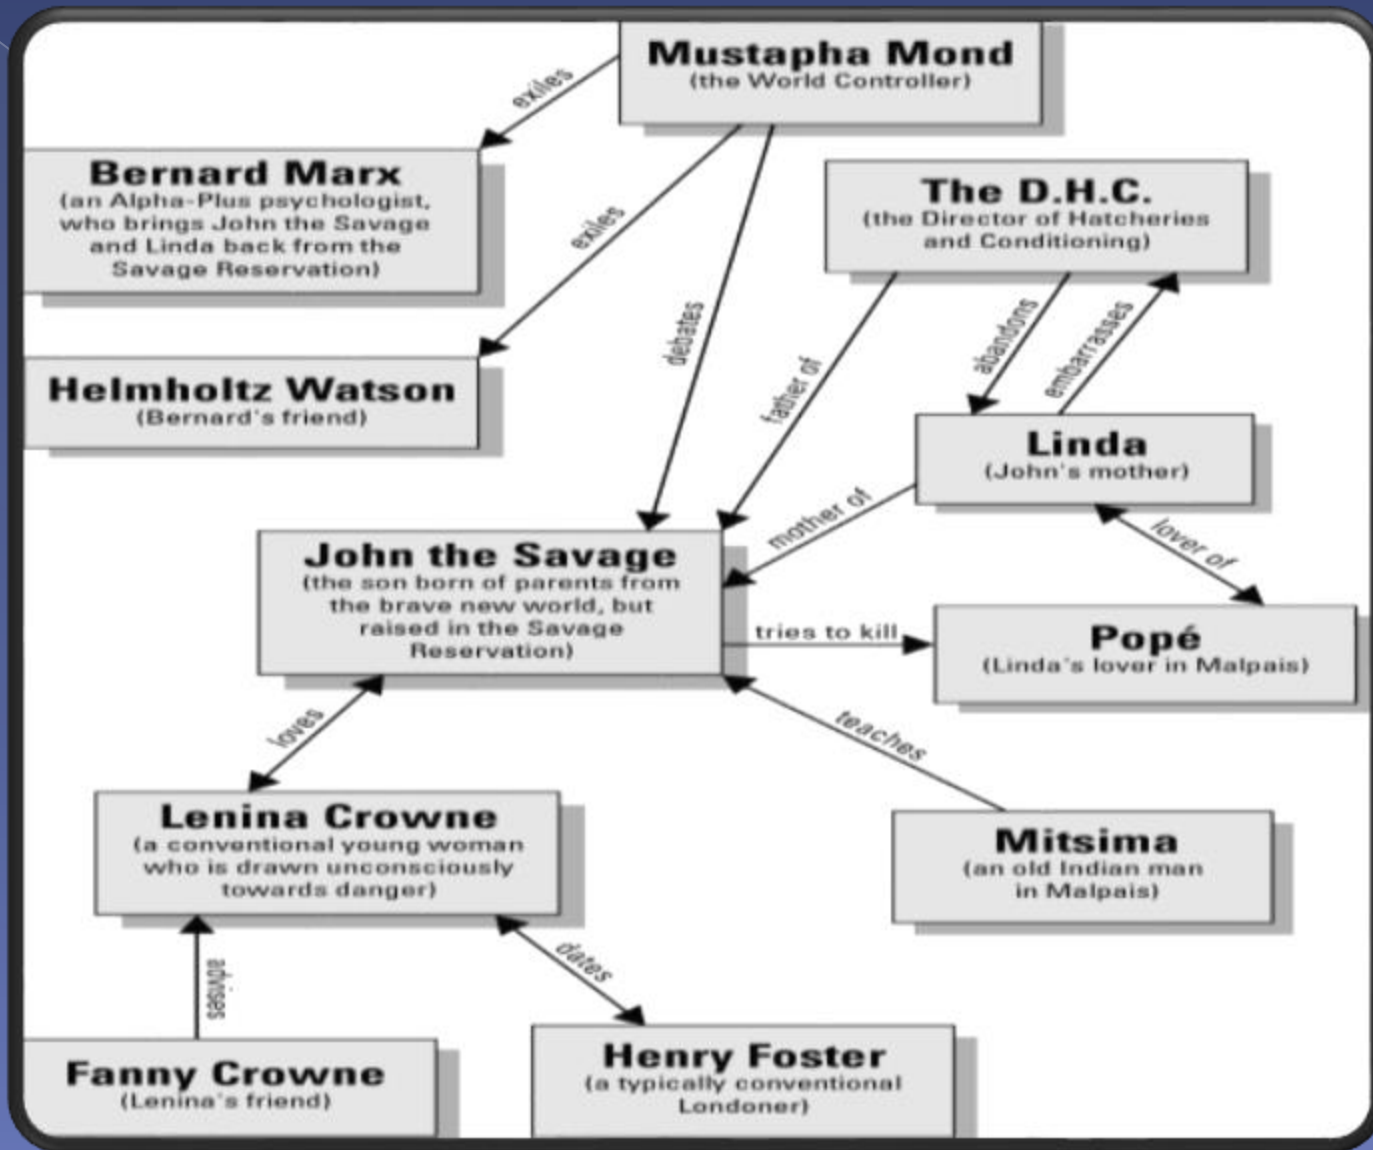 Mustapha Mond
(the World Controller)
exiles
Bernard Marx
(an Alpha-Plus psychologist,
who brings John the Savage
and Linda back from the
Savage Reservation)
The D.H.C.
(the Director of Hatcheries
and Conditioning)
exiles
debates
father of
abandons
embarrasses
Helmholtz Watson
(Bernard's friend)
Linda
(John's mother)
mother of
lover of
John the Savage
(the son born of parents from
the brave new world, but
raised in the Savage
Reservation)
tries to kill
Popé
(Linda's lover in Malpais)
loves
teaches
Lenina Crowne
(a conventional young woman
who is drawn unconsciously
towards danger)
Mitsima
(an old Indian man
in Malpais)
advises
dates
Fanny Crowne
(Lenina's friend)
Henry Foster
(a typically conventional
Londoner)